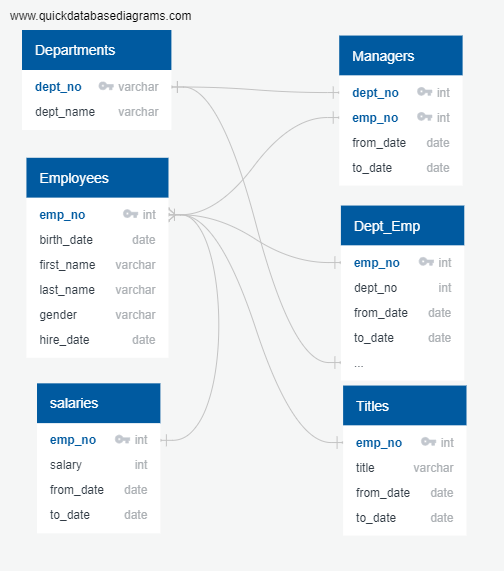 www.quickdatabasediagrams.com
Departments
dept_no varchar
dept_name varchar
Employees
emp_no int
birth_date date
first_name varchar
last_name varchar
gender varchar
hire_date date
salaries
emp_no int
salary int
from_date date
to_date date
Managers
dept_no int
emp_no int
from_date date
to_date date
Dept_Emp
emp_no int
dept_no int
from_date date
to_date date
...
Titles
emp_no int
title varchar
from_date date
to_date date